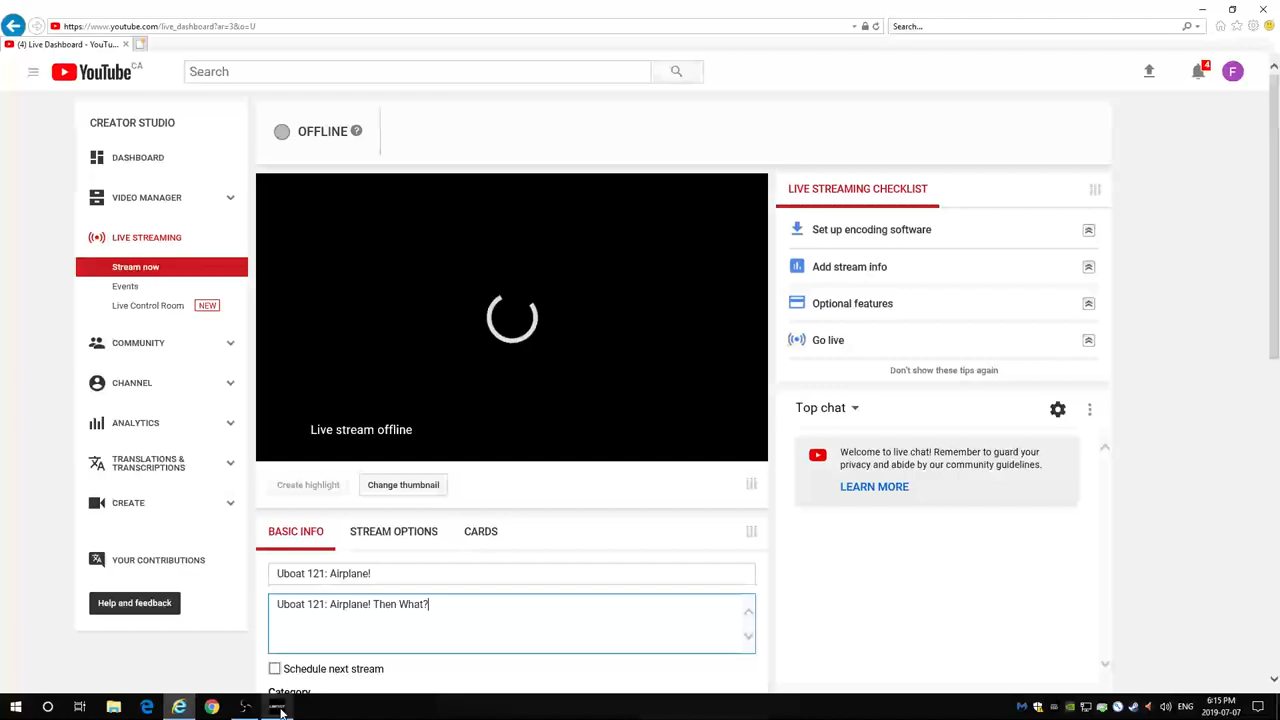 https://www.youtube.com/live_dashboard?ar=3&o=U
Search...
(4) Live Dashboard - YouTu...
YouTube CA
Search
4
F
CREATOR STUDIO
DASHBOARD
VIDEO MANAGER
LIVE STREAMING
Stream now
Events
Live Control Room NEW
COMMUNITY
CHANNEL
ANALYTICS
TRANSLATIONS &
TRANSCRIPTIONS
CREATE
YOUR CONTRIBUTIONS
Help and feedback
OFFLINE ?
Live stream offline
Create highlight
Change thumbnail
BASIC INFO STREAM OPTIONS CARDS
Uboat 121: Airplane!
Uboat 121: Airplane! Then What?
Schedule next stream
Category
LIVE STREAMING CHECKLIST
Set up encoding software
Add stream info
Optional features
Go live
Don't show these tips again
Top chat
Welcome to live chat! Remember to guard your
privacy and abide by our community guidelines.
LEARN MORE
ENG
6:15 PM
2019-07-07